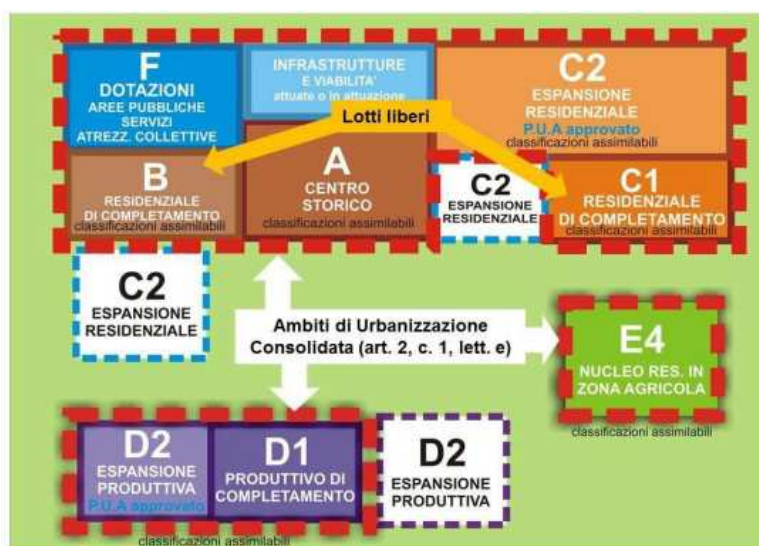 F
DOTAZIONI
AREE PUBBLICHE
SERVIZI
ATREZZ. COLLETTIVE
INFRASTRUTTURE
E VIABILITA'
attuate o in attuazione
C2
ESPANSIONE
RESIDENZIALE
P.U.A approvato
classificazioni assimilabili
Lotti liberi
B
RESIDENZIALE
DI COMPLETAMENTO
classificazioni assimilabili
A
CENTRO
STORICO
classificazioni assimilabili
C2
ESPANSIONE
RESIDENZIALE
C1
RESIDENZIALE
DI COMPLETAMENTO
classificazioni assimilabili
C2
ESPANSIONE
RESIDENZIALE
Ambiti di Urbanizzazione
Consolidata (art. 2, c. 1, lett. e)
E4
NUCLEO RES. IN
ZONA AGRICOLA
classificazioni assimilabili
D2
ESPANSIONE
PRODUTTIVA
P.U.A approvato
D1
PRODUTTIVO DI
COMPLETAMENTO
D2
ESPANSIONE
PRODUTTIVA
classificazioni assimilabili